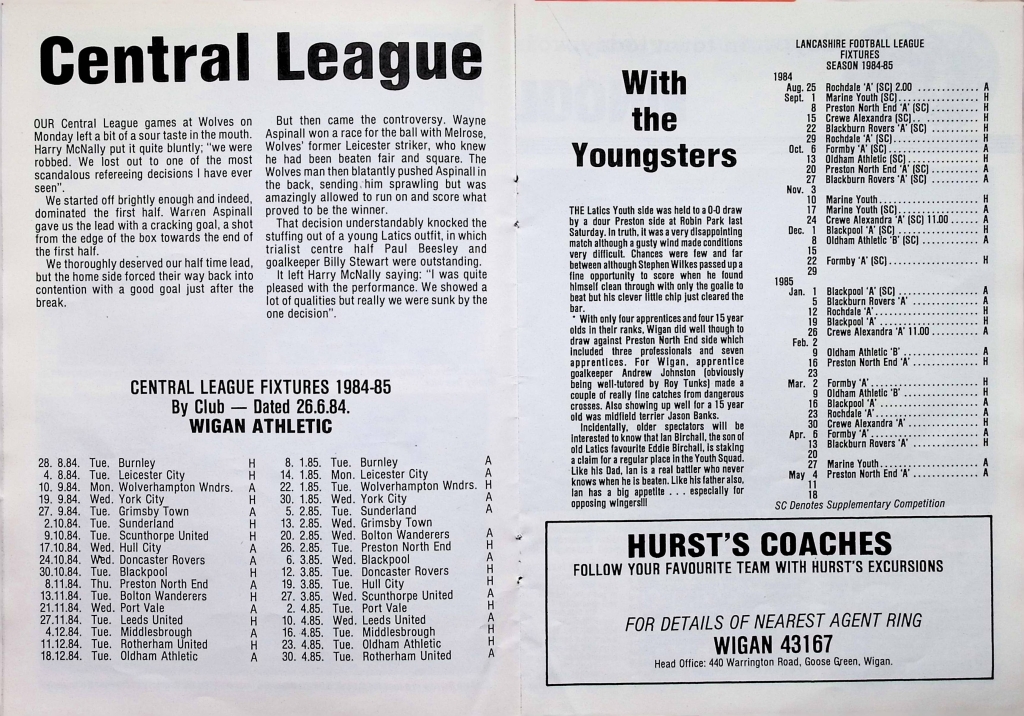 Central League
OUR Central League games at Wolves on
Monday left a bit of a sour taste in the mouth.
Harry McNally put it quite bluntly; "we were
robbed. We lost out to one of the most
scandalous refereeing decisions I have ever
seen".
We started off brightly enough and indeed,
dominated the first half. Warren Aspinall
gave us the lead with a cracking goal, a shot
from the edge of the box towards the end of
the first half.
We thoroughly deserved our half time lead,
but the home side forced their way back into
contention with a good goal just after the
break.
But then came the controversy. Wayne
Aspinall won a race for the ball with Melrose,
Wolves' former Leicester striker, who knew
he had been beaten fair and square. The
Wolves man then blatantly pushed Aspinall in
the back, sending him sprawling but was
amazingly allowed to run on and score what
proved to be the winner.
That decision understandably knocked the
stuffing out of a young Latics outfit, in which
trialist centre half Paul Beesley and
goalkeeper Billy Stewart were outstanding.
It left Harry McNally saying: "I was quite
pleased with the performance. We showed a
lot of qualities but really we were sunk by the
one decision".
CENTRAL LEAGUE FIXTURES 1984-85
By Club — Dated 26.6.84.
WIGAN ATHLETIC
28. 8.84. Tue. Burnley H
4. 8.84. Tue. Leicester City H
10. 9.84. Mon. Wolverhampton Wndrs. A
19. 9.84. Wed. York City H
27. 9.84. Tue. Grimsby Town A
2.10.84. Tue. Sunderland H
9.10.84. Tue. Scunthorpe United H
17.10.84. Wed. Hull City A
24.10.84. Wed. Doncaster Rovers A
30.10.84. Tue. Blackpool H
8.11.84. Thu. Preston North End A
13.11.84. Tue. Bolton Wanderers H
21.11.84. Wed. Port Vale A
27.11.84. Tue. Leeds United H
4.12.84. Tue. Middlesbrough A
11.12.84. Tue. Rotherham United H
18.12.84. Tue. Oldham Athletic A
8. 1.85. Tue. Burnley A
14. 1.85. Mon. Leicester City A
22. 1.85. Tue. Wolverhampton Wndrs. H
30. 1.85. Wed. York City A
5. 2.85. Tue. Sunderland A
13. 2.85. Wed. Grimsby Town
20. 2.85. Wed. Bolton Wanderers A
26. 2.85. Tue. Preston North End H
6. 3.85. Wed. Blackpool A
12. 3.85. Tue. Doncaster Rovers H
19. 3.85. Tue. Hull City H
27. 3.85. Wed. Scunthorpe United A
2. 4.85. Tue. Port Vale H
10. 4.85. Wed. Leeds United A
16. 4.85. Tue. Middlesbrough H
23. 4.85. Tue. Oldham Athletic H
30. 4.85. Tue. Rotherham United A
With
the
Youngsters
THE Latics Youth side was held to a 0-0 draw
by a dour Preston side at Robin Park last
Saturday. In truth, it was a very disappointing
match although a gusty wind made conditions
very difficult. Chances were few and far
between although Stephen Wilkes passed up a
fine opportunity to score when he found
himself clean through with only the goalie to
beat but his clever little chip just cleared the
bar.
With only four apprentices and four 15 year
olds in their ranks, Wigan did well though to
draw against Preston North End side which
included three professionals and seven
apprentices. For Wigan, apprentice
goalkeeper Andrew Johnston (obviously
being well-tutored by Roy Tunks) made a
couple of really fine catches from dangerous
crosses. Also showing up well for a 15 year
old was midfield terrier Jason Banks.
Incidentally, older spectators will be
interested to know that Ian Birchall, the son of
old Latics favourite Eddie Birchall, is staking
a claim for a regular place in the Youth Squad.
Like his Dad, Ian is a real battler who never
knows when he is beaten. Like his father also,
Ian has a big appetite . . . especially for
opposing wingers!!!
LANCASHIRE FOOTBALL LEAGUE
FIXTURES
SEASON 1984-85
1984
Aug. 25 Rochdale 'A' (SC) 2.00 A
Sept. 1 Marine Youth (SC) H
8 Preston North End 'A' (SC) H
15 Crewe Alexandra (SC) H
22 Blackburn Rovers 'A' (SC) H
29 Rochdale 'A' (SC) H
Oct. 6 Formby 'A' (SC) A
13 Oldham Athletic (SC) H
20 Preston North End 'A' (SC) A
27 Blackburn Rovers 'A' (SC) A
Nov. 3
10 Marine Youth H
17 Marine Youth (SC) A
24 Crewe Alexandra 'A' (SC) 11.00 A
Dec. 1 Blackpool 'A' (SC) H
8 Oldham Athletic 'B' (SC) A
15
22 Formby 'A' (SC) H
29
1985
Jan. 1 Blackpool 'A' (SC) A
5 Blackburn Rovers 'A' A
12 Rochdale 'A' H
19 Blackpool 'A' H
26 Crewe Alexandra 'A' 11.00 A
Feb. 2
9 Oldham Athletic 'B' A
16 Preston North End 'A' H
23
Mar. 2 Formby 'A' H
9 Oldham Athletic 'B' H
16 Blackpool 'A' A
23 Rochdale 'A' A
30 Crewe Alexandra 'A' H
Apr. 6 Formby 'A' A
13 Blackburn Rovers 'A' H
20
27 Marine Youth A
May 4 Preston North End 'A' A
11
18
SC Denotes Supplementary Competition
HURST'S COACHES
FOLLOW YOUR FAVOURITE TEAM WITH HURST'S EXCURSIONS
FOR DETAILS OF NEAREST AGENT RING
WIGAN 43167
Head Office: 440 Warrington Road, Goose Green, Wigan.